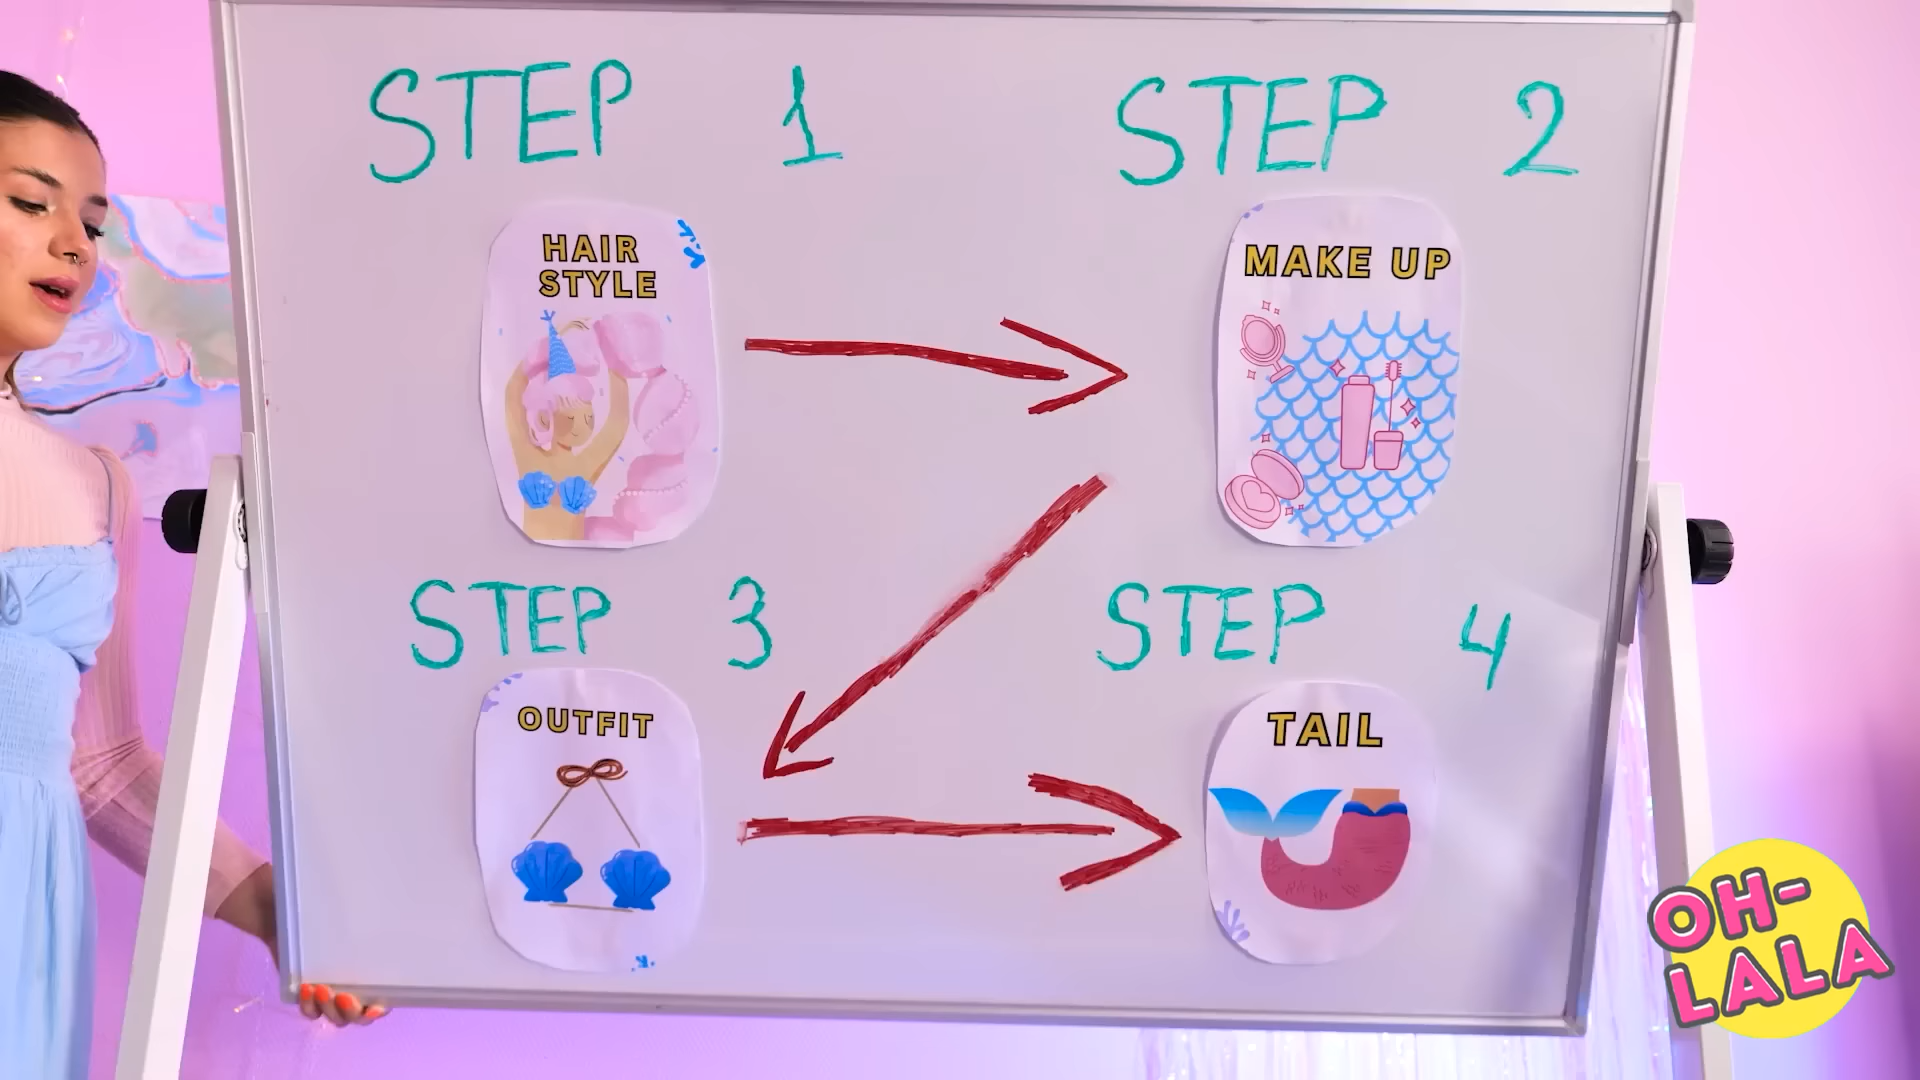 STEP 1
HAIR
STYLE
STEP 2
MAKE UP
STEP 3
OUTFIT
STEP 4
TAIL
OH-
LALA